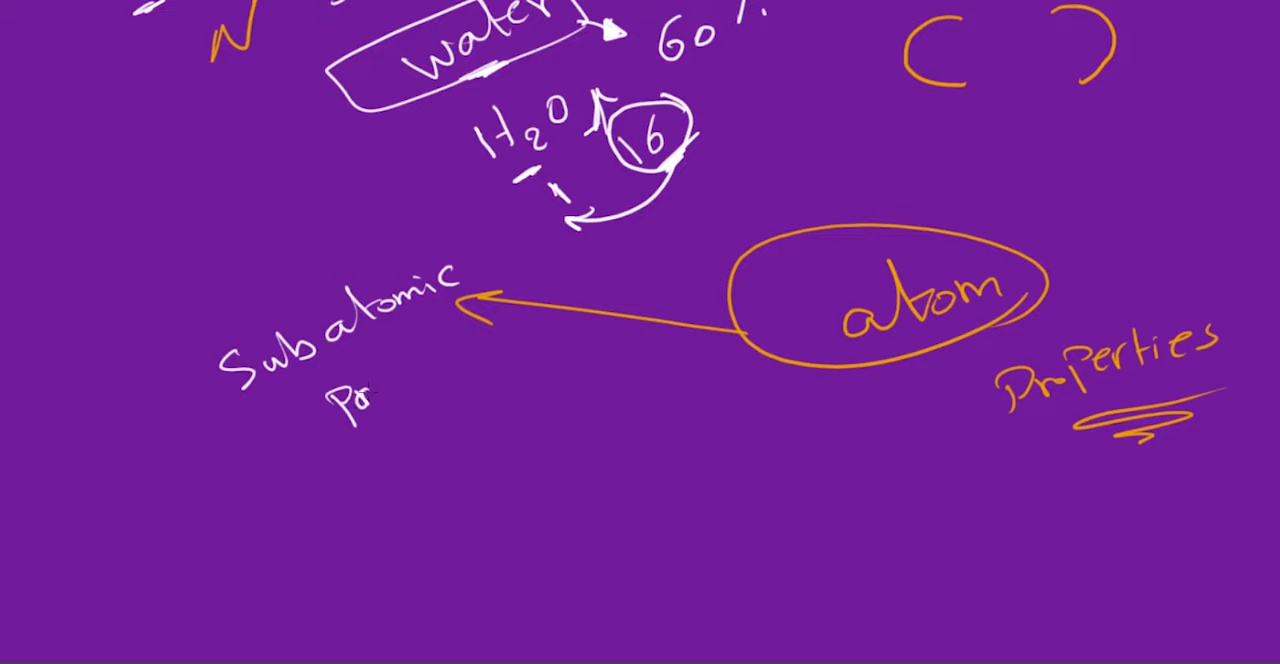 water
60 %
H₂O
16
atom
Subatomic
Properties